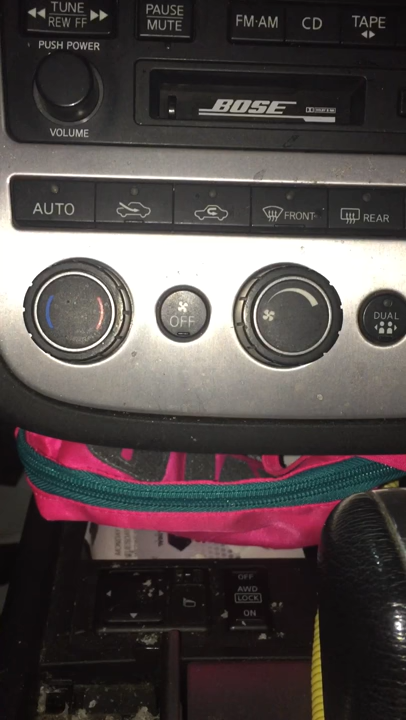 TUNE
REW FF
PAUSE
MUTE
FM·AM
CD
TAPE
PUSH POWER
VOLUME
BOSE
AUTO
FRONT
REAR
OFF
DUAL
OFF
AWD
LOCK
ON